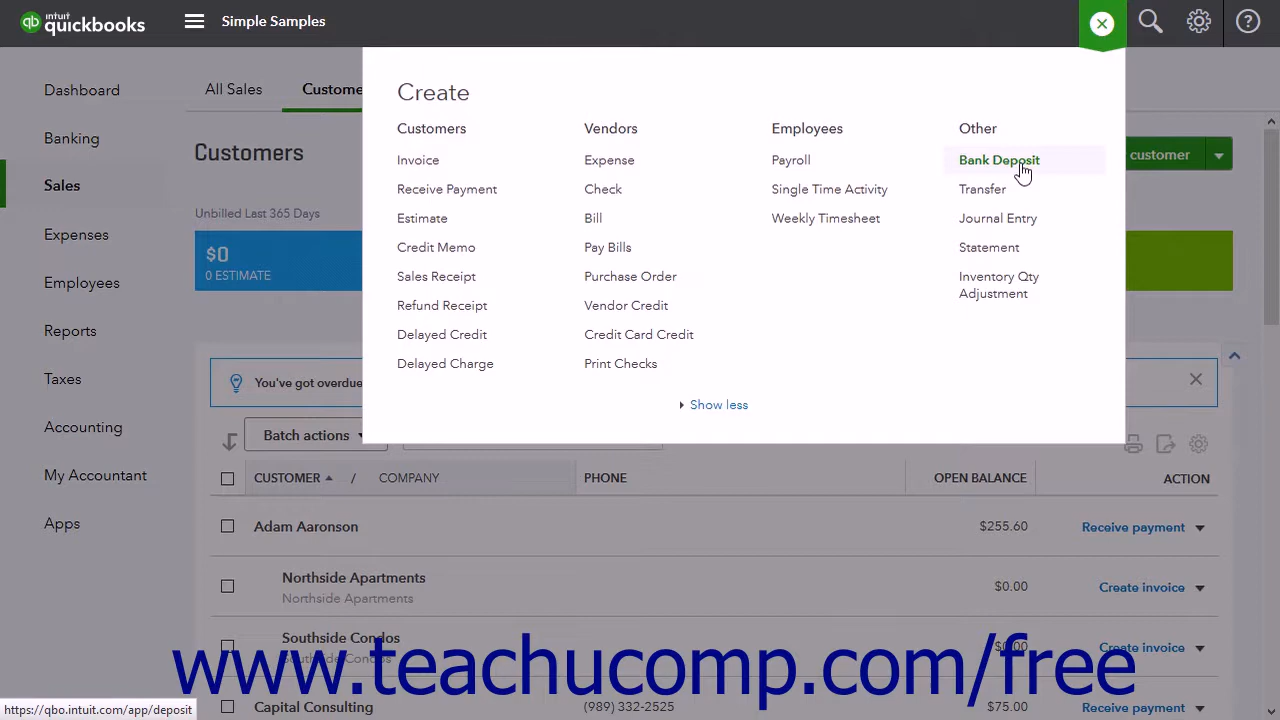 intuit
quickbooks
Simple Samples
Dashboard
Banking
Sales
Expenses
Employees
Reports
Taxes
Accounting
My Accountant
Apps
All Sales
Custome
Customers
customer
Unbilled Last 365 Days
$0
0 ESTIMATE
Create
Customers
Invoice
Receive Payment
Estimate
Credit Memo
Sales Receipt
Refund Receipt
Delayed Credit
Delayed Charge
Vendors
Expense
Check
Bill
Pay Bills
Purchase Order
Vendor Credit
Credit Card Credit
Print Checks
Employees
Payroll
Single Time Activity
Weekly Timesheet
Other
Bank Deposit
Transfer
Journal Entry
Statement
Inventory Qty
Adjustment
Show less
You've got overdue
Batch actions
CUSTOMER / COMPANY PHONE OPEN BALANCE ACTION
Adam Aaronson $255.60 Receive payment
Northside Apartments $0.00 Create invoice
Northside Apartments
Southside Condos $0.00 Create invoice
Southside Condos
www.teachucomp.com/free
Capital Consulting (989) 332-2525 $75.00 Receive payment
https://qbo.intuit.com/app/deposit